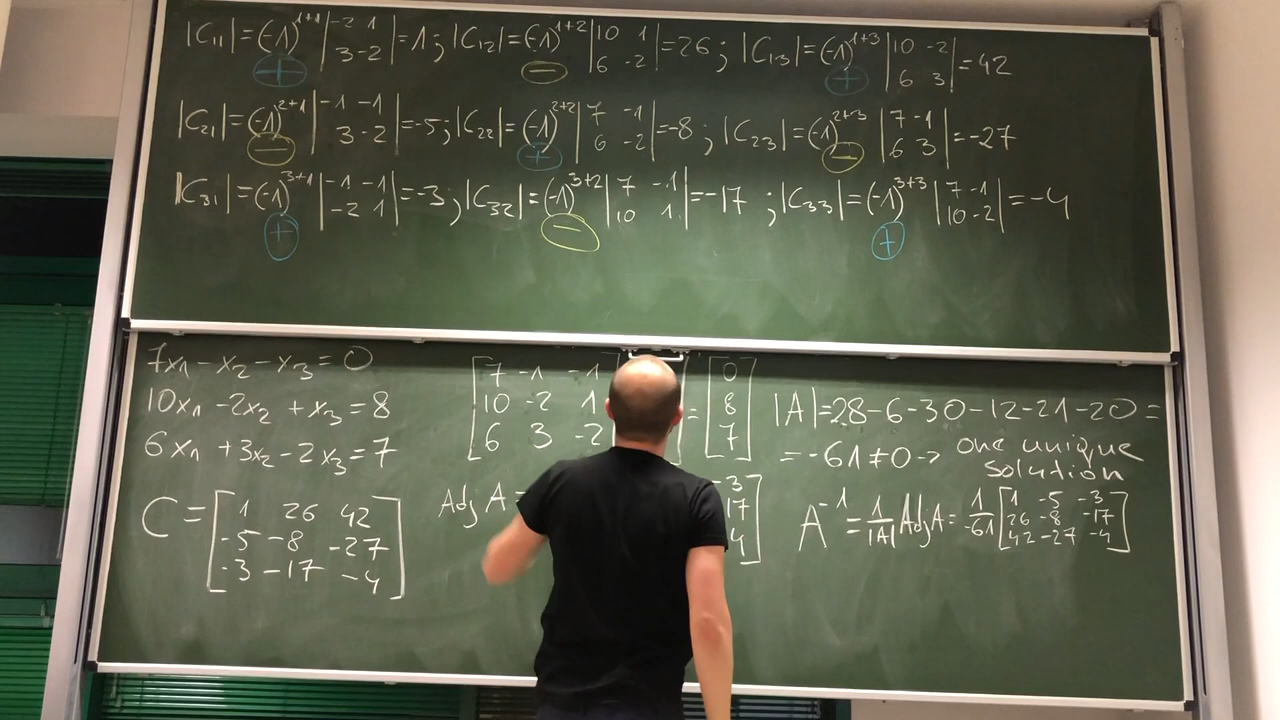 |C₁₁|=(-1)¹⁺¹ |-2 1; 3 -2|=1; |C₁₂|=(-1)¹⁺² |10 1; 6 -2|=26; |C₁₃|=(-1)¹⁺³ |10 -2; 6 3|=42
+ − +
|C₂₁|=(-1)²⁺¹ |-1 -1; 3 -2|=-5; |C₂₂|=(-1)²⁺² |7 -1; 6 -2|=-8; |C₂₃|=(-1)²⁺³ |7 -1; 6 3|=-27
− + −
|C₃₁|=(-1)³⁺¹ |-1 -1; -2 1|=-3; |C₃₂|=(-1)³⁺² |7 -1; 10 1|=-17; |C₃₃|=(-1)³⁺³ |7 -1; 10 -2|=-4
+ − +
7x₁-x₂-x₃=0
10x₁-2x₂+x₃=8
6x₁+3x₂-2x₃=7
C=[1 26 42
-5 -8 -27
-3 -17 -4]
[7 -1 -1
10 -2 1
6 3 -2
]=[0
8
7]
Adj A=
-3
17
4]
|A|=28-6-30-12-21-20=
=-61≠0→ one unique
solution
A⁻¹=1/|A| AdjA=1/-61 [1 -5 -3
26 -8 -17
42 -27 -4]